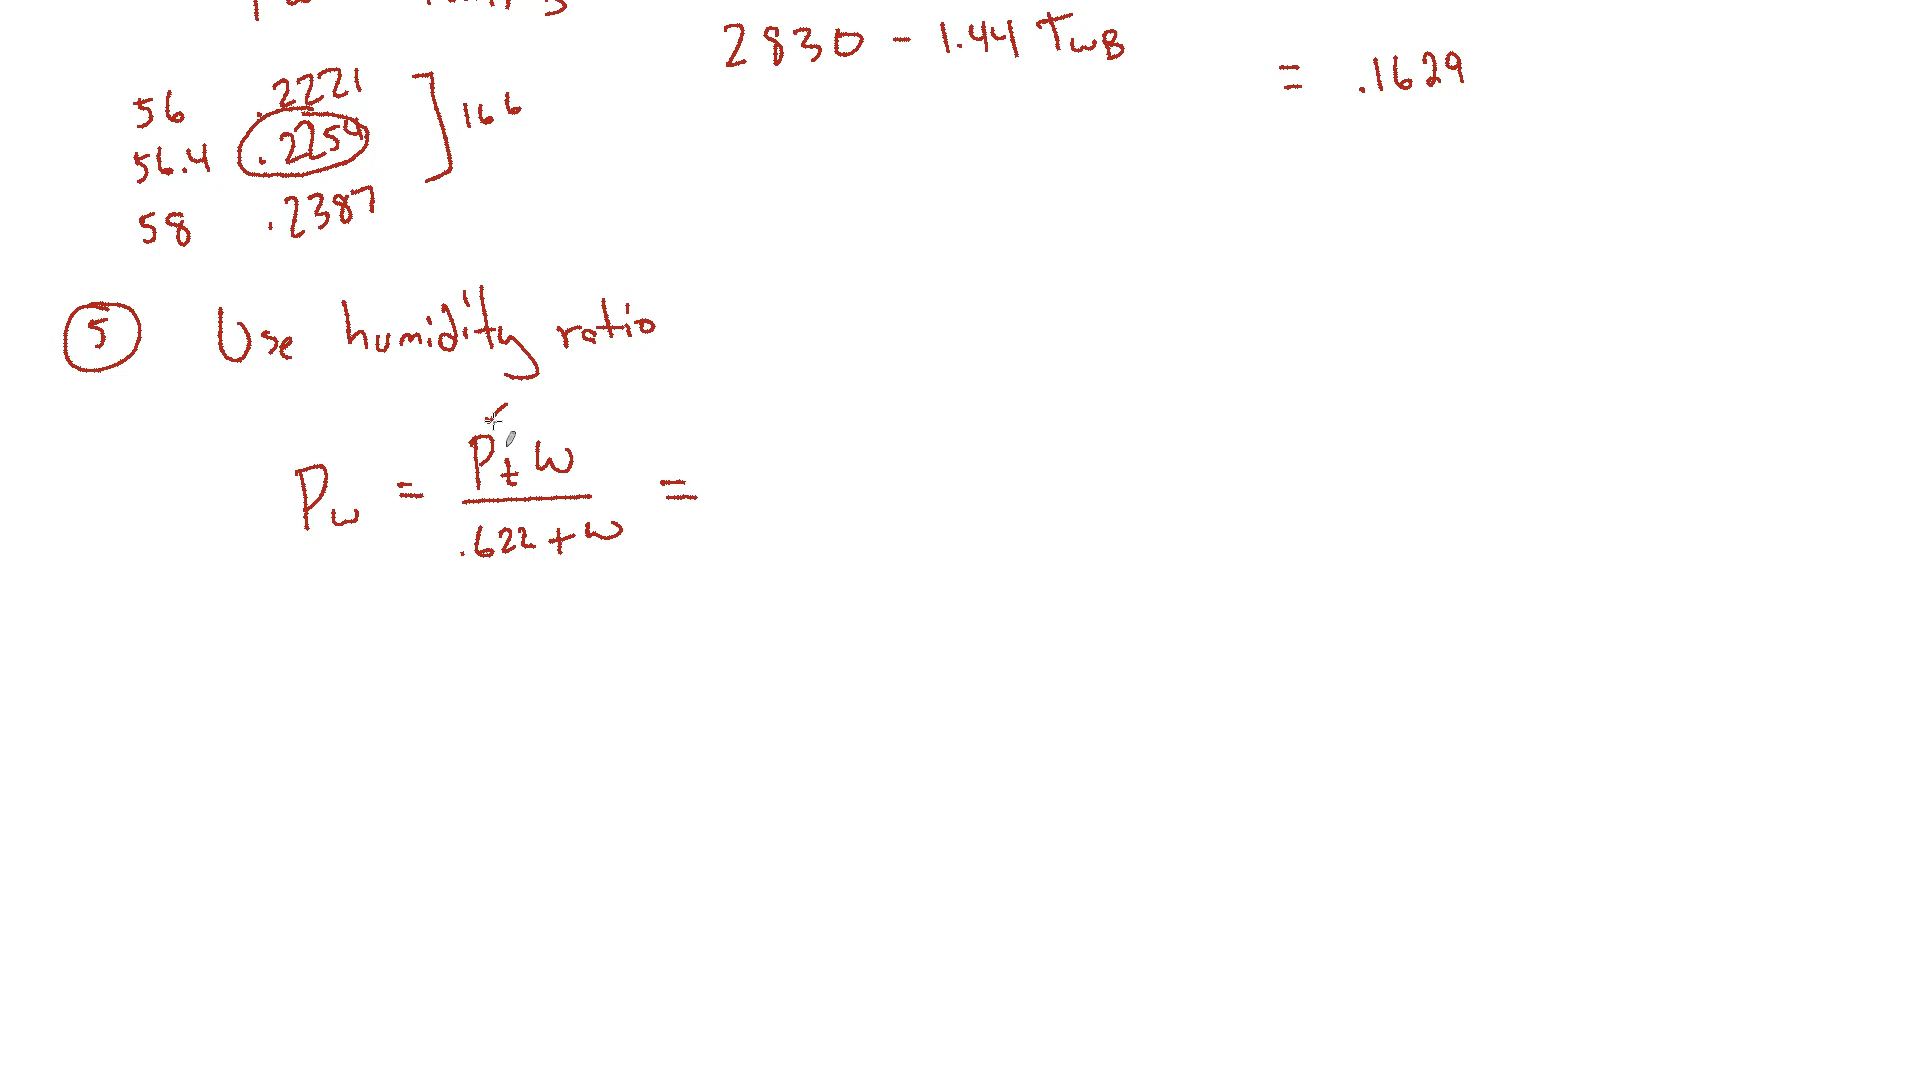 2830 - 1.44 TWB
= .1629
56 .2221
56.4 .2254 ] 166
58 .2387
5 Use humidity ratio
Pw = Pt w / .622 + w =